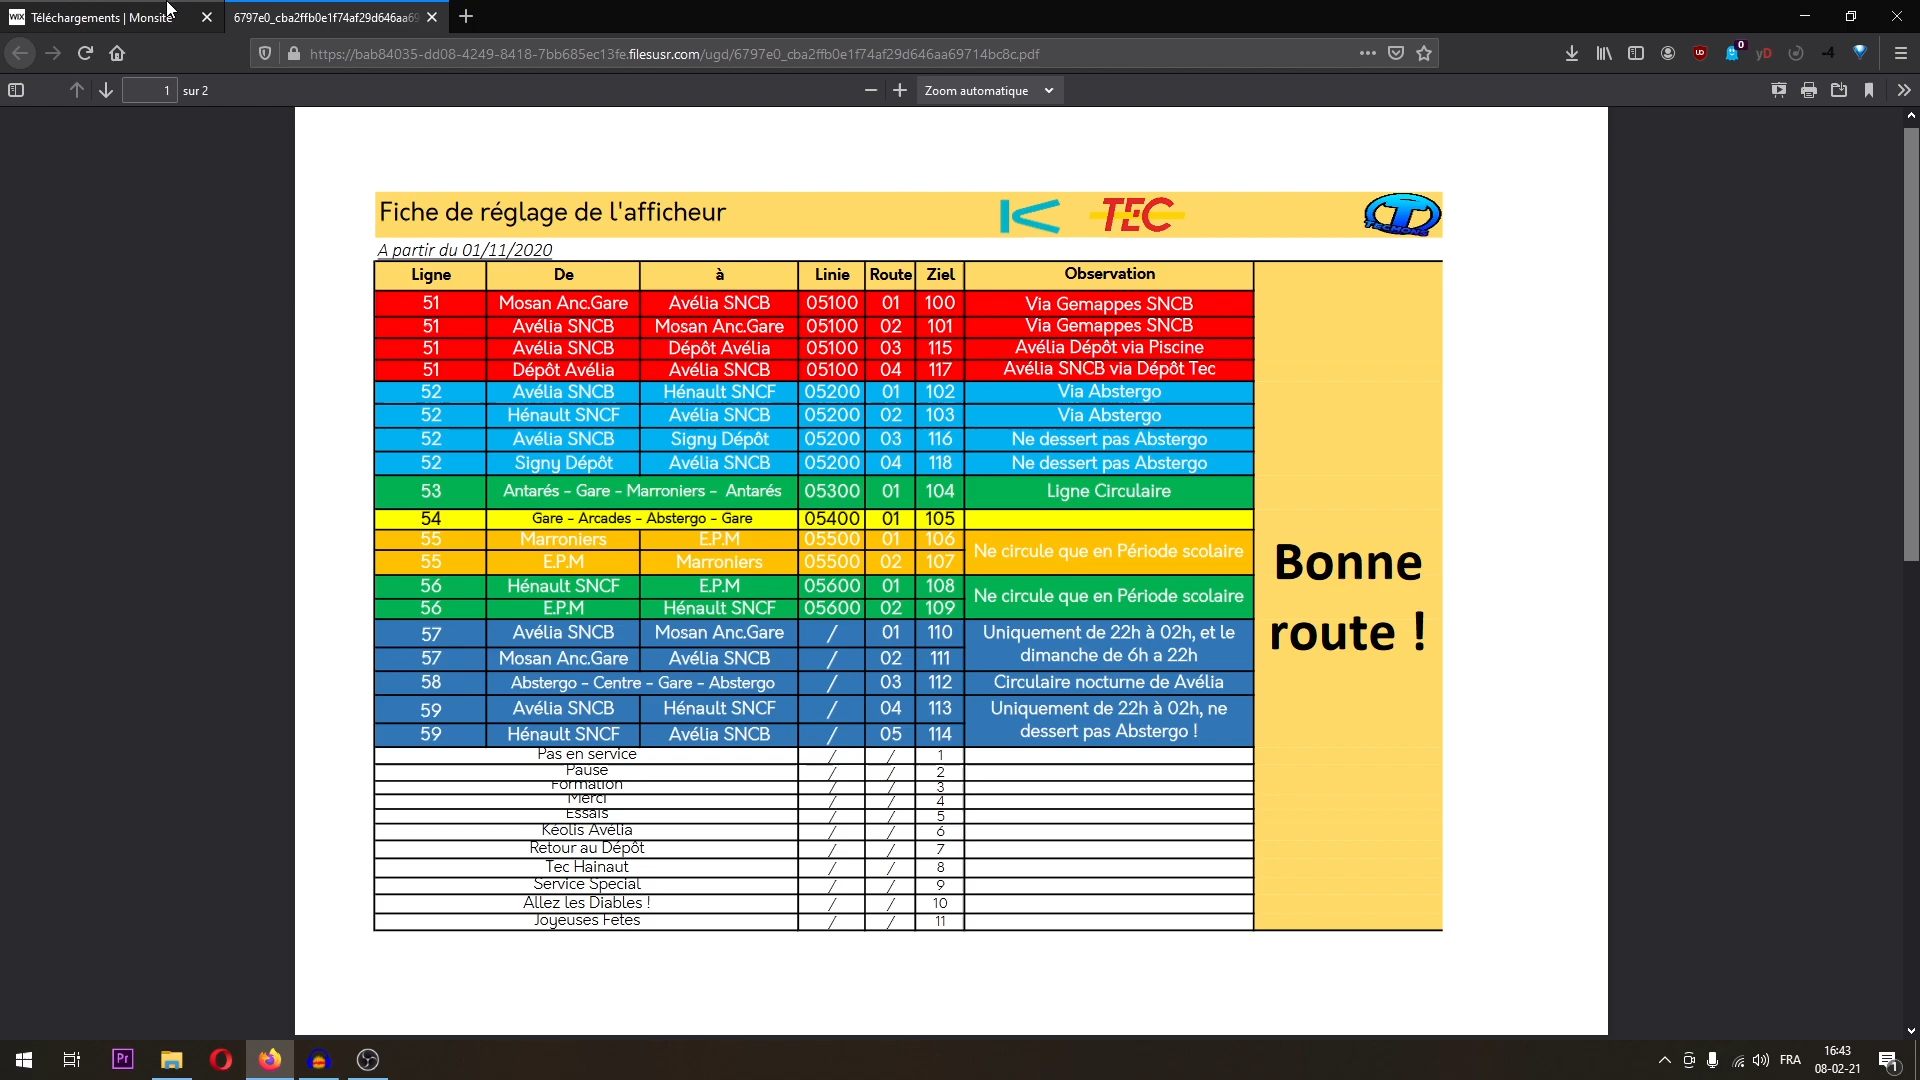 WIX Téléchargements | Monsite
6797e0_cba2ffb0e1f74af29d646aa69
https://bab84035-dd08-4249-8418-7bb685ec13fe.filesusr.com/ugd/6797e0_cba2ffb0e1f74af29d646aa69714bc8c.pdf
0
yD
-4
1 sur 2
Zoom automatique
Fiche de réglage de l'afficheur
TEC
TECMONS
A partir du 01/11/2020
Ligne De à Linie Route Ziel Observation
51 Mosan Anc.Gare Avélia SNCB 05100 01 100 Via Gemappes SNCB
51 Avélia SNCB Mosan Anc.Gare 05100 02 101 Via Gemappes SNCB
51 Avélia SNCB Dépôt Avélia 05100 03 115 Avélia Dépôt via Piscine
51 Dépôt Avélia Avélia SNCB 05100 04 117 Avélia SNCB via Dépôt Tec
52 Avélia SNCB Hénault SNCF 05200 01 102 Via Abstergo
52 Hénault SNCF Avélia SNCB 05200 02 103 Via Abstergo
52 Avélia SNCB Signy Dépôt 05200 03 116 Ne dessert pas Abstergo
52 Signy Dépôt Avélia SNCB 05200 04 118 Ne dessert pas Abstergo
53 Antarés - Gare - Marroniers - Antarés 05300 01 104 Ligne Circulaire
54 Gare - Arcades - Abstergo - Gare 05400 01 105
55 Marroniers E.P.M 05500 01 106 Ne circule que en Période scolaire
55 E.P.M Marroniers 05500 02 107
56 Hénault SNCF E.P.M 05600 01 108 Ne circule que en Période scolaire
56 E.P.M Hénault SNCF 05600 02 109
57 Avélia SNCB Mosan Anc.Gare / 01 110 Uniquement de 22h à 02h, et le
57 Mosan Anc.Gare Avélia SNCB / 02 111 dimanche de 6h a 22h
58 Abstergo - Centre - Gare - Abstergo / 03 112 Circulaire nocturne de Avélia
59 Avélia SNCB Hénault SNCF / 04 113 Uniquement de 22h à 02h, ne
59 Hénault SNCF Avélia SNCB / 05 114 dessert pas Abstergo !
Pas en service / / 1
Pause / / 2
Formation / / 3
Merci / / 4
Essais / / 5
Kéolis Avélia / / 6
Retour au Dépôt / / 7
Tec Hainaut / / 8
Service Special / / 9
Allez les Diables ! / / 10
Joyeuses Fetes / / 11
Bonne
route !
Pr
FRA
16:43
08-02-21
1